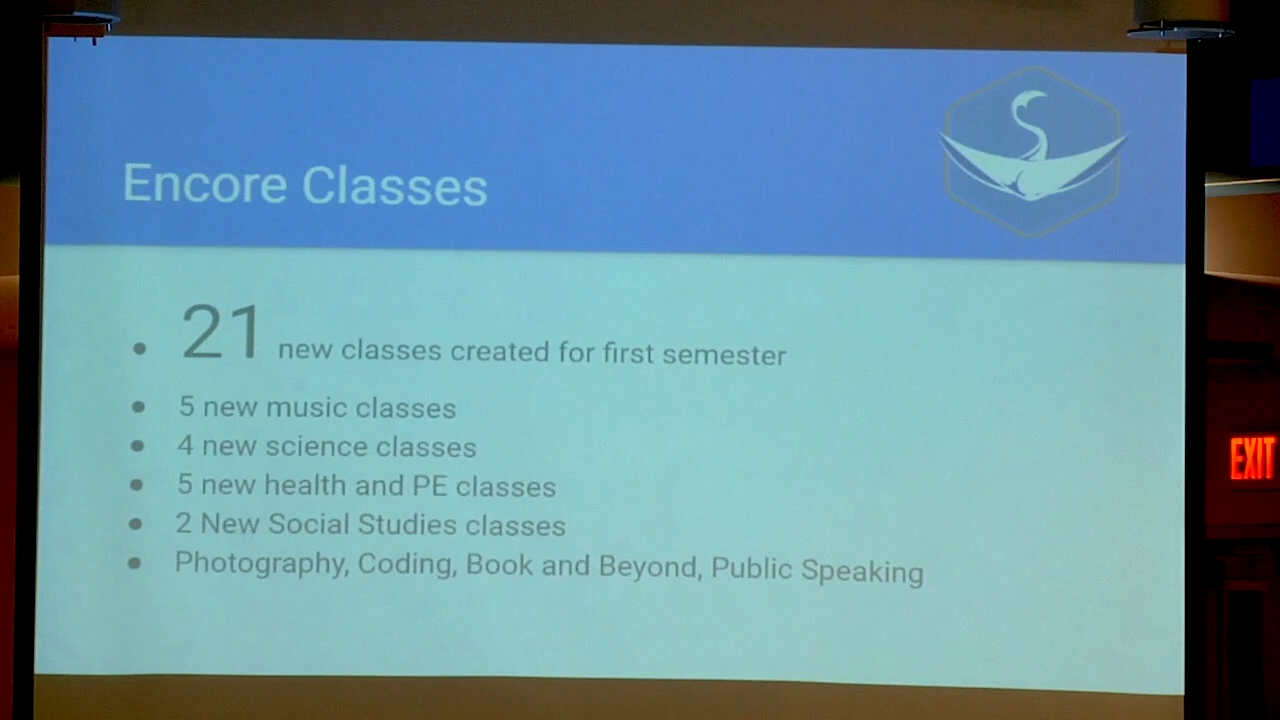 Encore Classes
• 21 new classes created for first semester
• 5 new music classes
• 4 new science classes
• 5 new health and PE classes
• 2 New Social Studies classes
• Photography, Coding, Book and Beyond, Public Speaking
EXIT